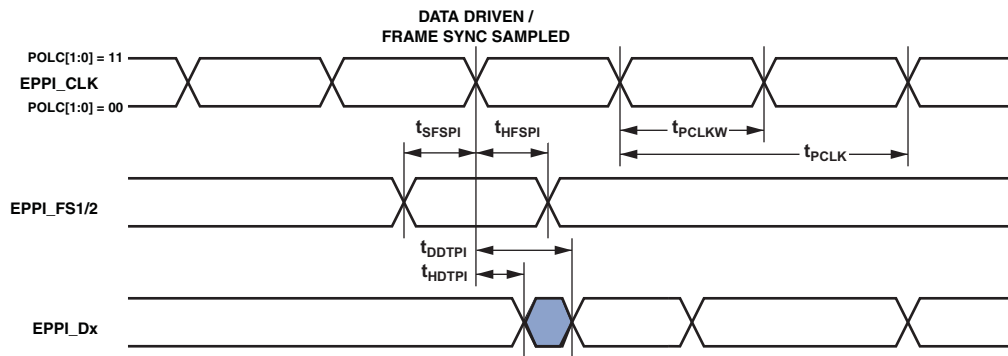 DATA DRIVEN /
FRAME SYNC SAMPLED
POLC[1:0] = 11
EPPI_CLK
POLC[1:0] = 00
tSFSPI
tHFSPI
tPCLKW
tPCLK
EPPI_FS1/2
tDDTPI
tHDTPI
EPPI_Dx